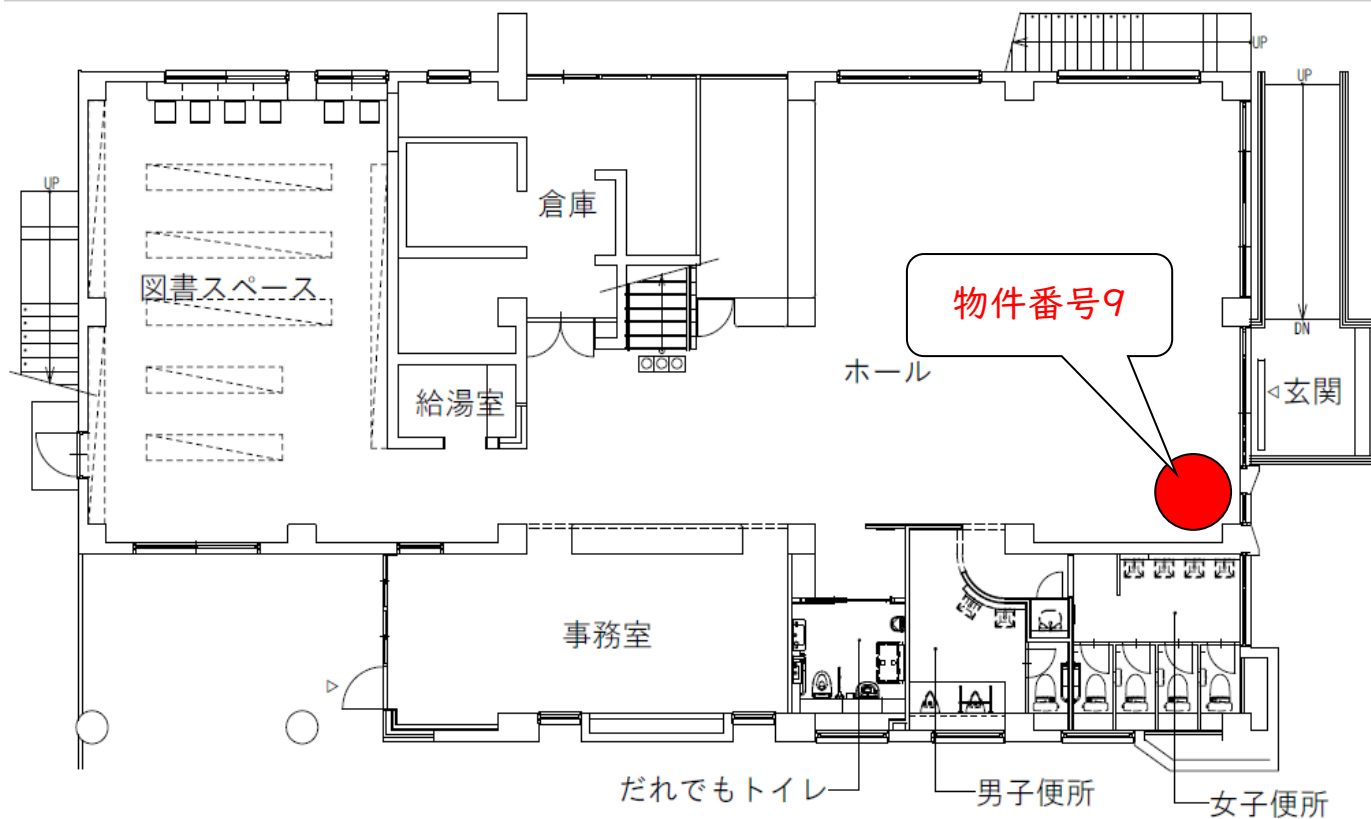 UP
UP
UP
倉庫
図書スペース
物件番号9
DN
ホール
給湯室
◁玄関
事務室
▷
だれでもトイレ
男子便所
女子便所